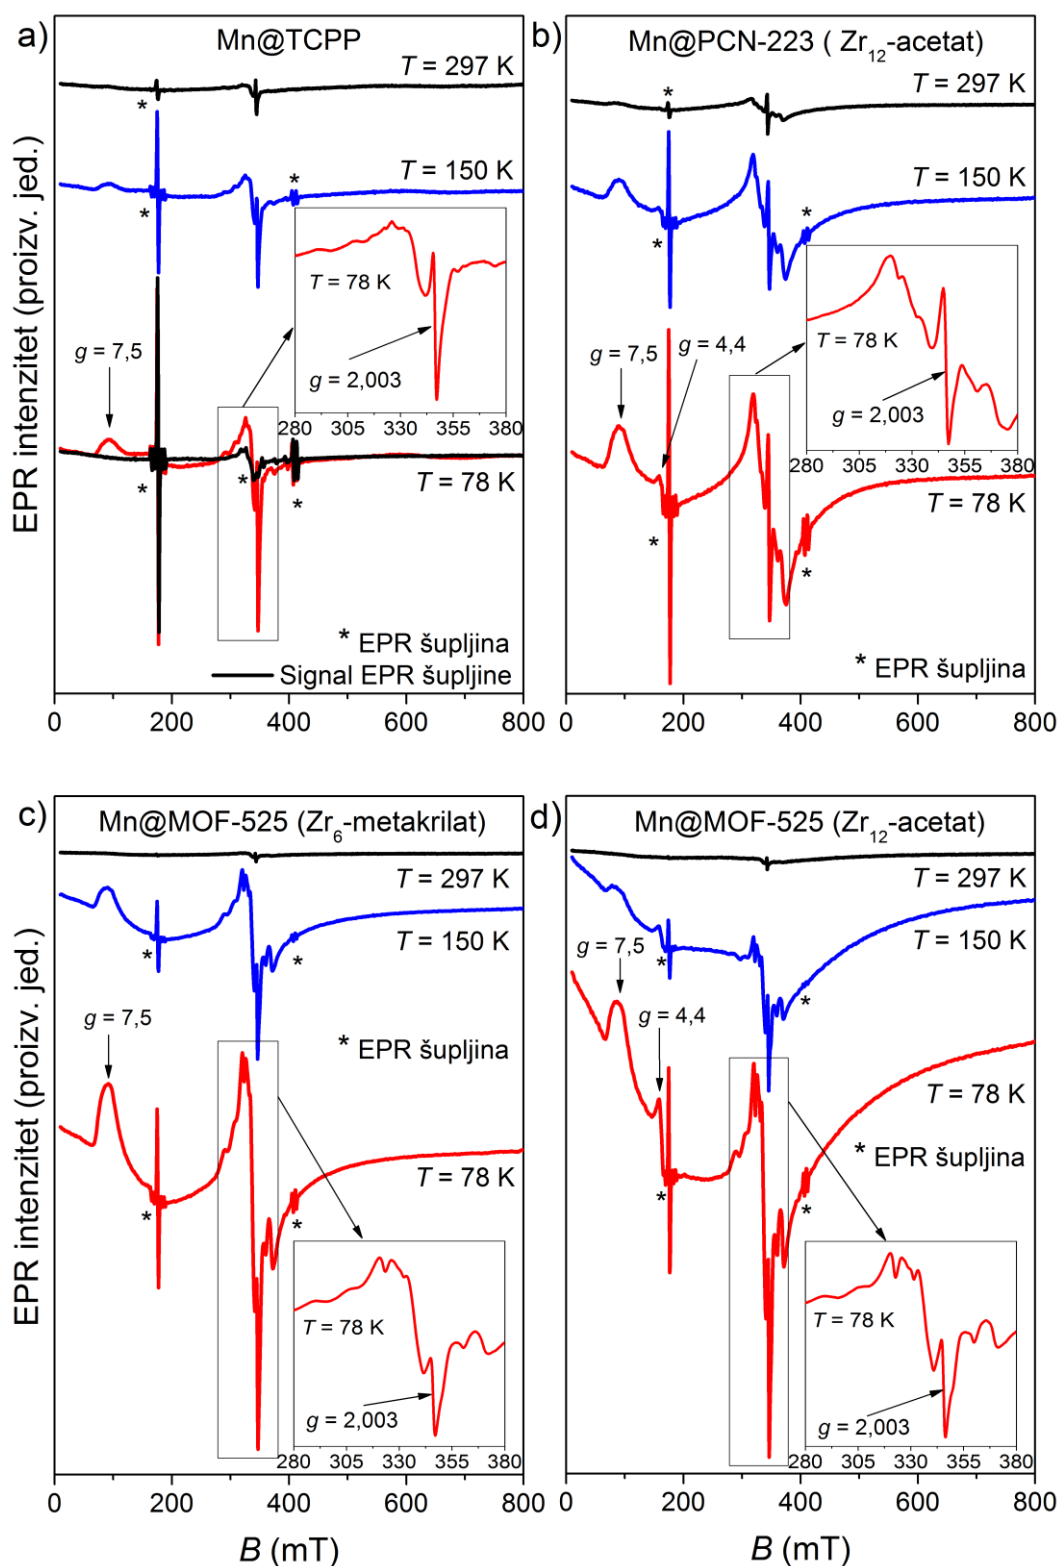 a)
Mn@TCPP
T = 297 K
*
T = 150 K
*
*
T = 78 K
g = 2,003
280 305 330 355 380
g = 7,5
*
*
*
T = 78 K
* EPR šupljina
Signal EPR šupljine
0 200 400 600 800
EPR intenzitet (proizv. jed.)
b)
Mn@PCN-223 ( Zr12-acetat)
T = 297 K
*
T = 150 K
*
*
T = 78 K
g = 2,003
280 305 330 355 380
g = 7,5
g = 4,4
*
*
T = 78 K
* EPR šupljina
0 200 400 600 800
c)
Mn@MOF-525 (Zr6-metakrilat)
T = 297 K
T = 150 K
*
*
* EPR šupljina
g = 7,5
T = 78 K
*
*
T = 78 K
g = 2,003
280 305 330 355 380
0 200 400 600 800
EPR intenzitet (proizv. jed.)
B (mT)
d)
Mn@MOF-525 (Zr12-acetat)
T = 297 K
T = 150 K
*
*
g = 7,5
g = 4,4
T = 78 K
* EPR šupljina
*
*
T = 78 K
g = 2,003
280 305 330 355 380
0 200 400 600 800
B (mT)